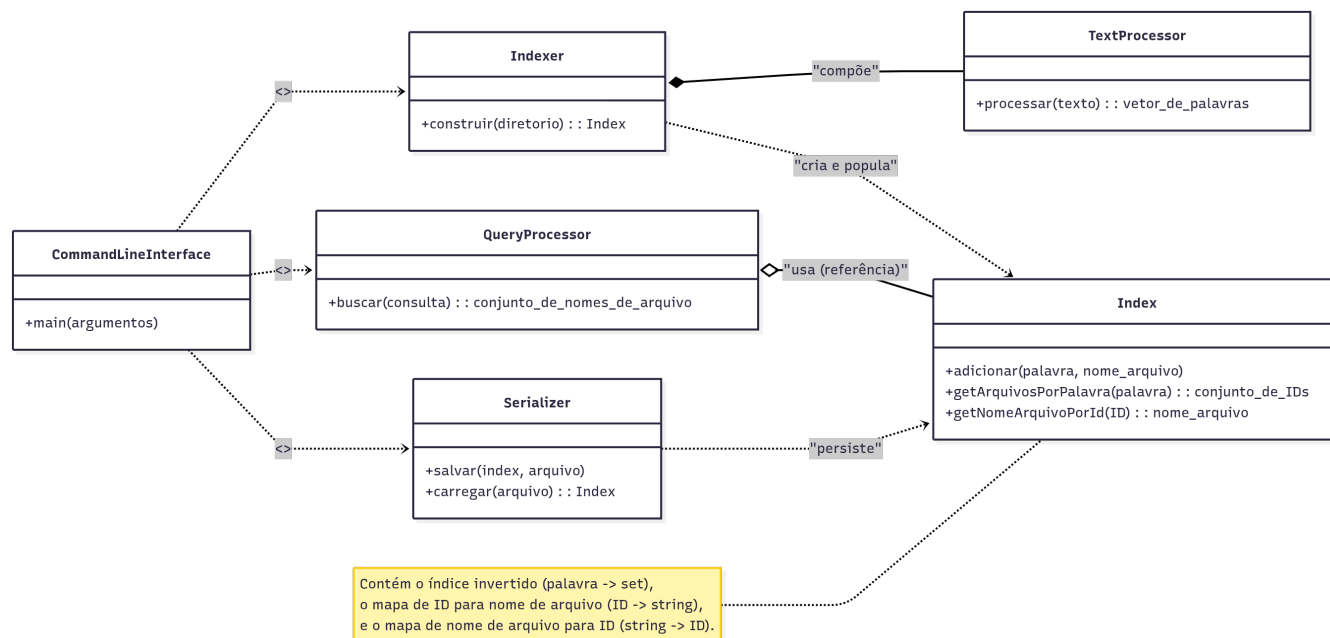 Indexer
+construir(diretorio) : : Index
"compõe"
TextProcessor
+processar(texto) : : vetor_de_palavras
<>
"cria e popula"
CommandLineInterface
+main(argumentos)
<>
QueryProcessor
+buscar(consulta) : : conjunto_de_nomes_de_arquivo
"usa (referência)"
Index
+adicionar(palavra, nome_arquivo)
+getArquivosPorPalavra(palavra) : : conjunto_de_IDs
+getNomeArquivoPorId(ID) : : nome_arquivo
<>
Serializer
+salvar(index, arquivo)
+carregar(arquivo) : : Index
"persiste"
Contém o índice invertido (palavra -> set),
o mapa de ID para nome de arquivo (ID -> string),
e o mapa de nome de arquivo para ID (string -> ID).